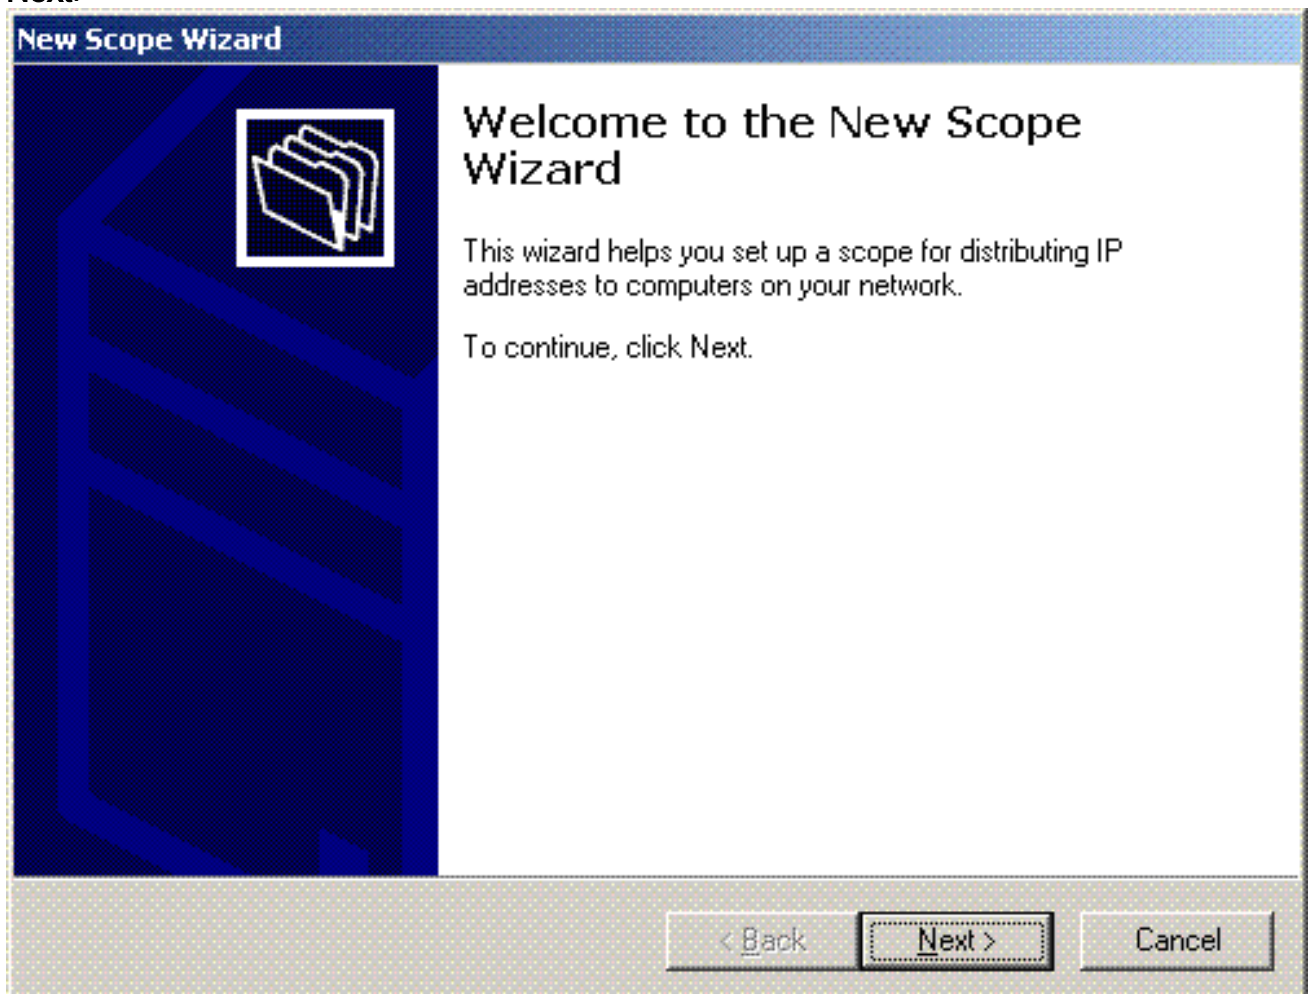 Next.
New Scope Wizard
Welcome to the New Scope
Wizard
This wizard helps you set up a scope for distributing IP
addresses to computers on your network.
To continue, click Next.
< Back
Next >
Cancel